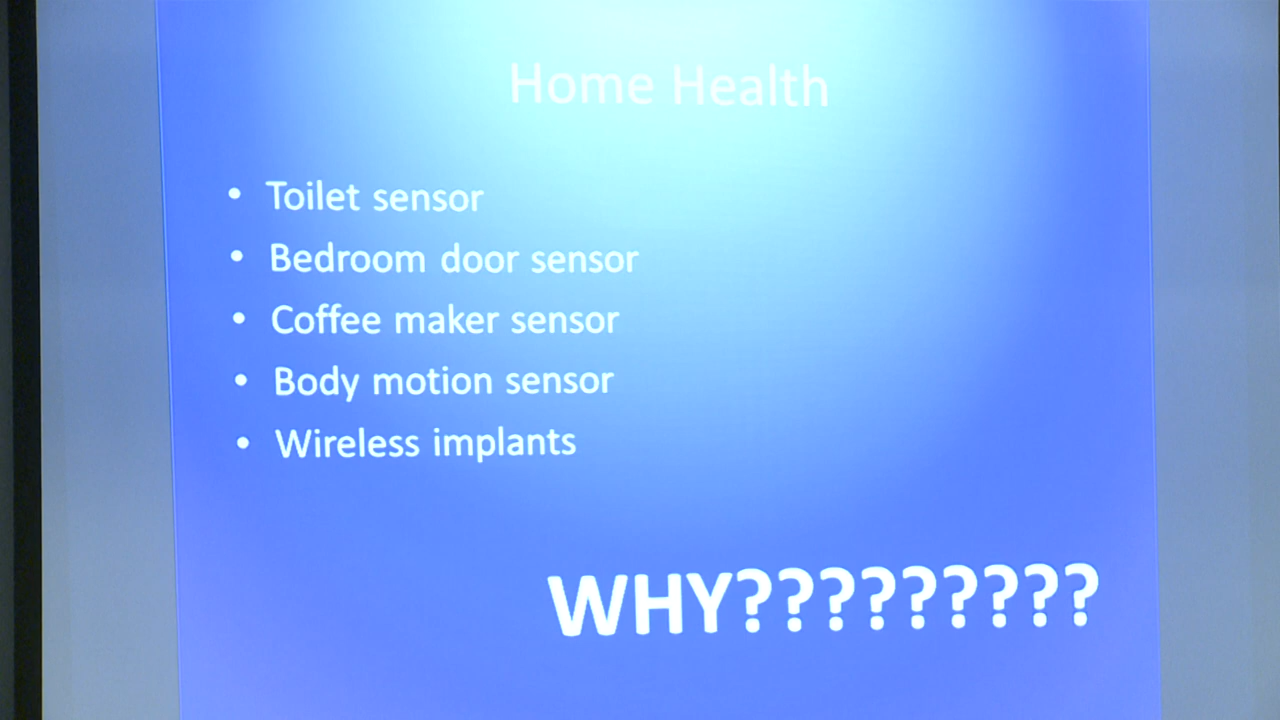 Home Health
• Toilet sensor
• Bedroom door sensor
• Coffee maker sensor
• Body motion sensor
• Wireless implants
WHY?????????